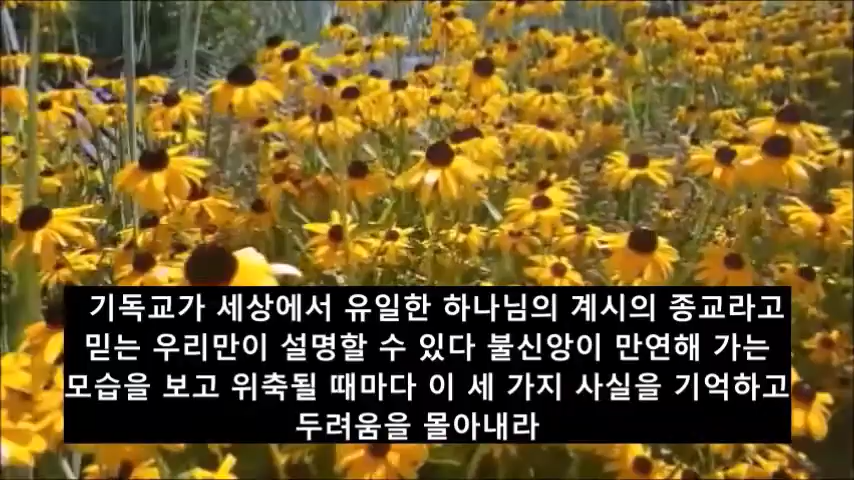 기독교가 세상에서 유일한 하나님의 계시의 종교라고
믿는 우리만이 설명할 수 있다 불신앙이 만연해 가는
모습을 보고 위축될 때마다 이 세 가지 사실을 기억하고
두려움을 몰아내라